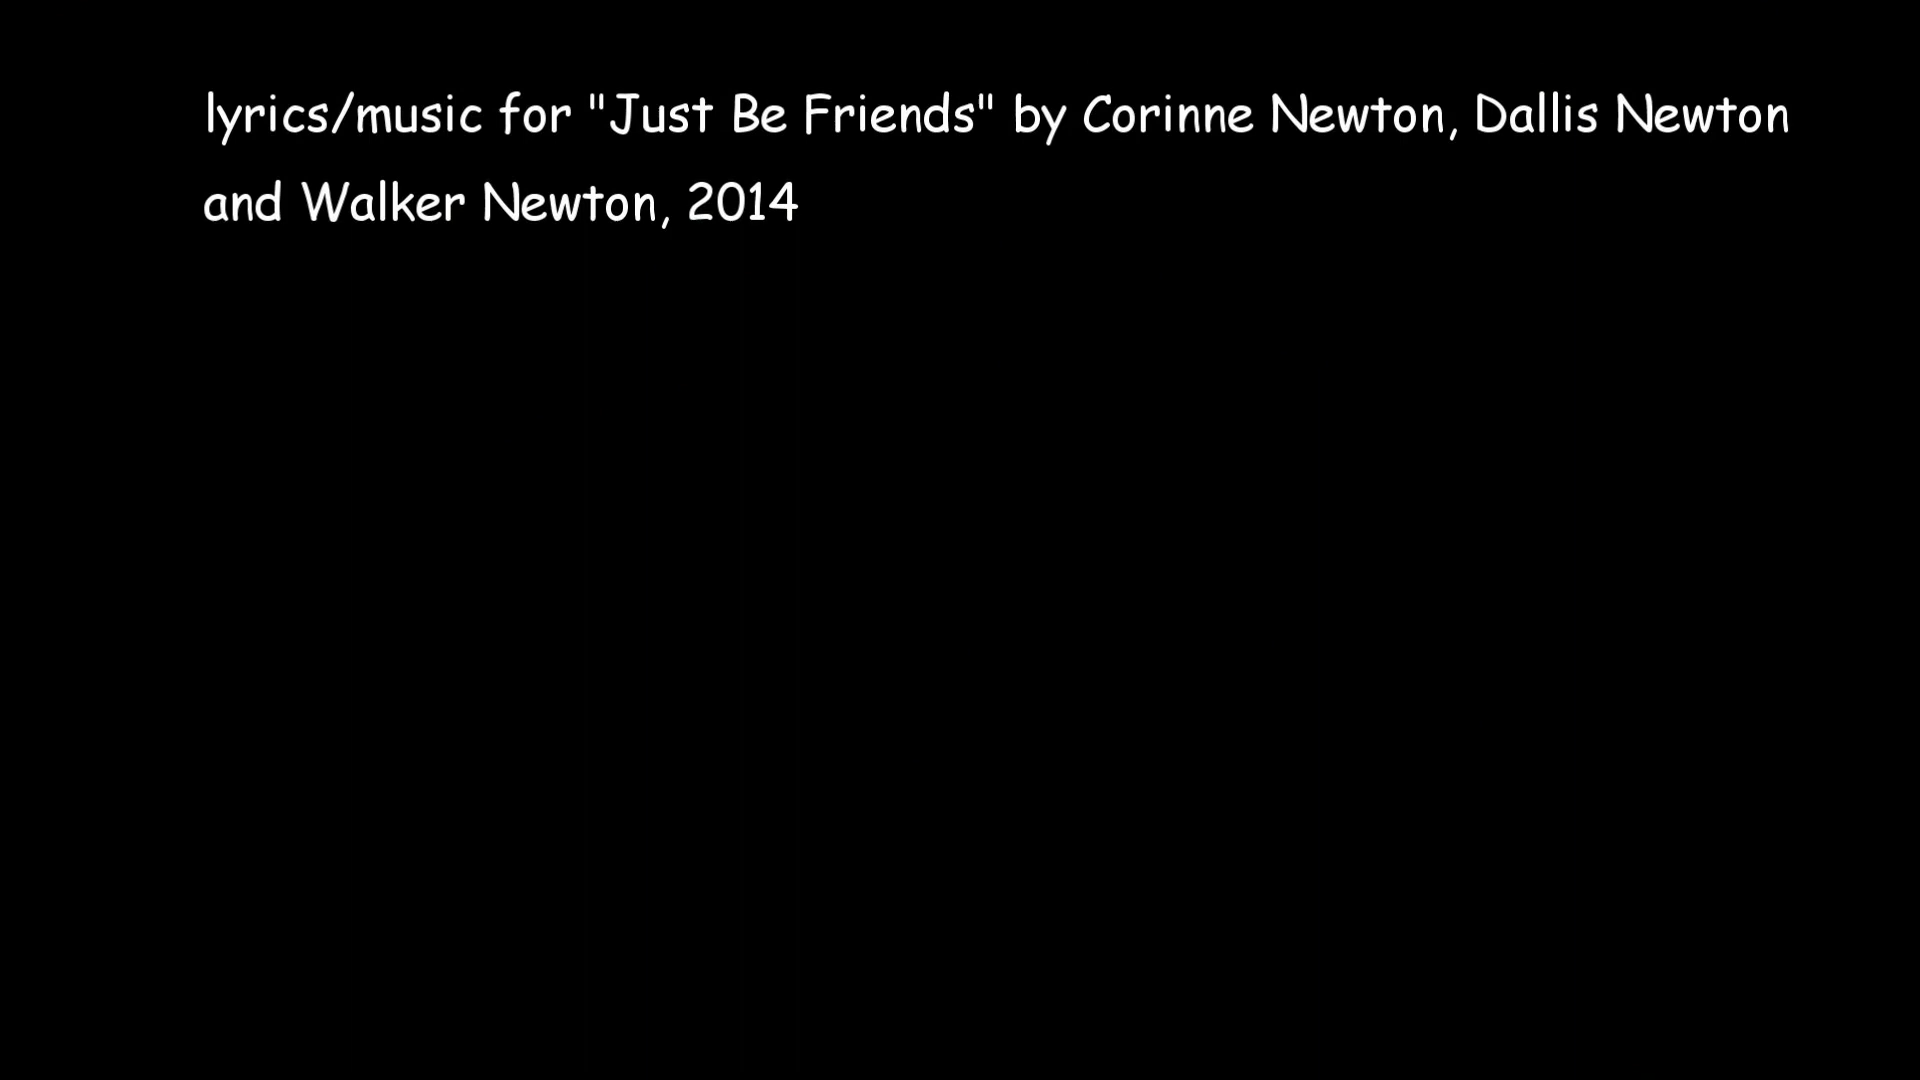 lyrics/music for "Just Be Friends" by Corinne Newton, Dallis Newton
and Walker Newton, 2014